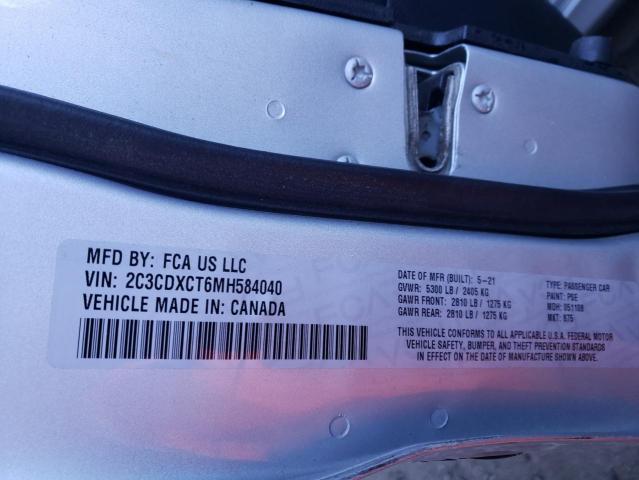 MFD BY: FCA US LLC
VIN: 2C3CDXCT6MH584040
VEHICLE MADE IN: CANADA
DATE OF MFR (BUILT): 5-21
GVWR: 5300 LB / 2405 KG
GAWR FRONT: 2810 LB / 1275 KG
GAWR REAR: 2810 LB / 1275 KG
TYPE: PASSENGER CAR
PAINT: PSE
MDH: 051108
MKT: 875
THIS VEHICLE CONFORMS TO ALL APPLICABLE U.S.A. FEDERAL MOTOR
VEHICLE SAFETY, BUMPER, AND THEFT PREVENTION STANDARDS
IN EFFECT ON THE DATE OF MANUFACTURE SHOWN ABOVE.